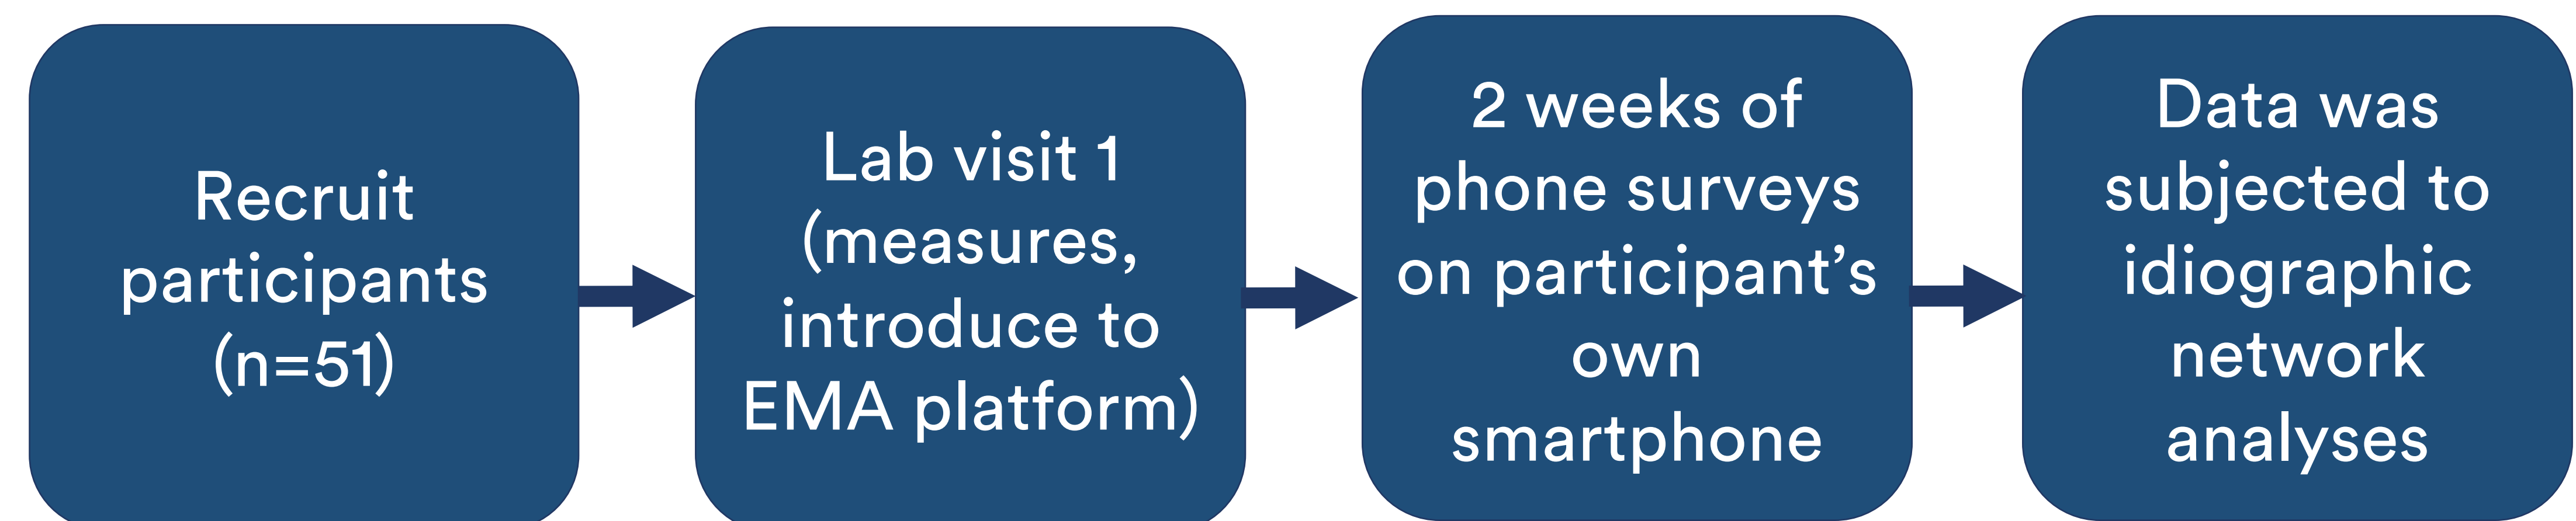 Recruit
participants
(n=51)
Lab visit 1
(measures,
introduce to
EMA platform)
2 weeks of
phone surveys
on participant’s
own
smartphone
Data was
subjected to
idiographic
network
analyses